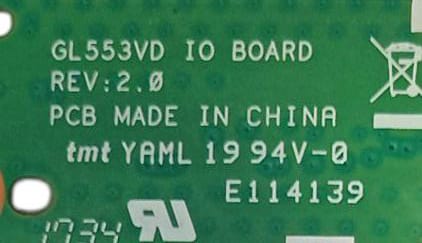 GL553VD IO BOARD
REV:2.0
PCB MADE IN CHINA
tmt YAML 19 94V-0
E114139
1734